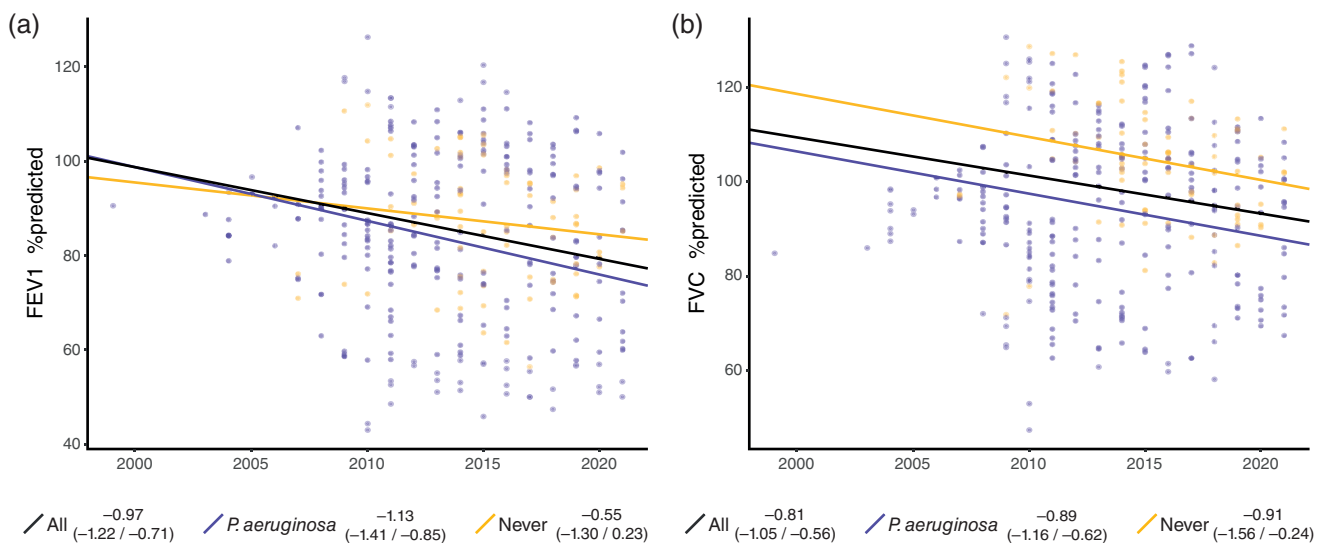 (a)
(b)
FEV1 %predicted
120
100
80
60
40
2000
2005
2010
2015
2020
FVC %predicted
120
100
80
60
2000
2005
2010
2015
2020
All −0.97
(−1.22 / −0.71)
P. aeruginosa −1.13
(−1.41 / −0.85)
Never −0.55
(−1.30 / 0.23)
All −0.81
(−1.05 / −0.56)
P. aeruginosa −0.89
(−1.16 / −0.62)
Never −0.91
(−1.56 / −0.24)